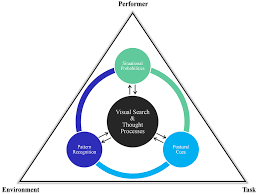 Performer
Situational
Probabilities
Visual Search
&
Thought
Processes
Pattern
Recognition
Postural
Cues
Environment
Task